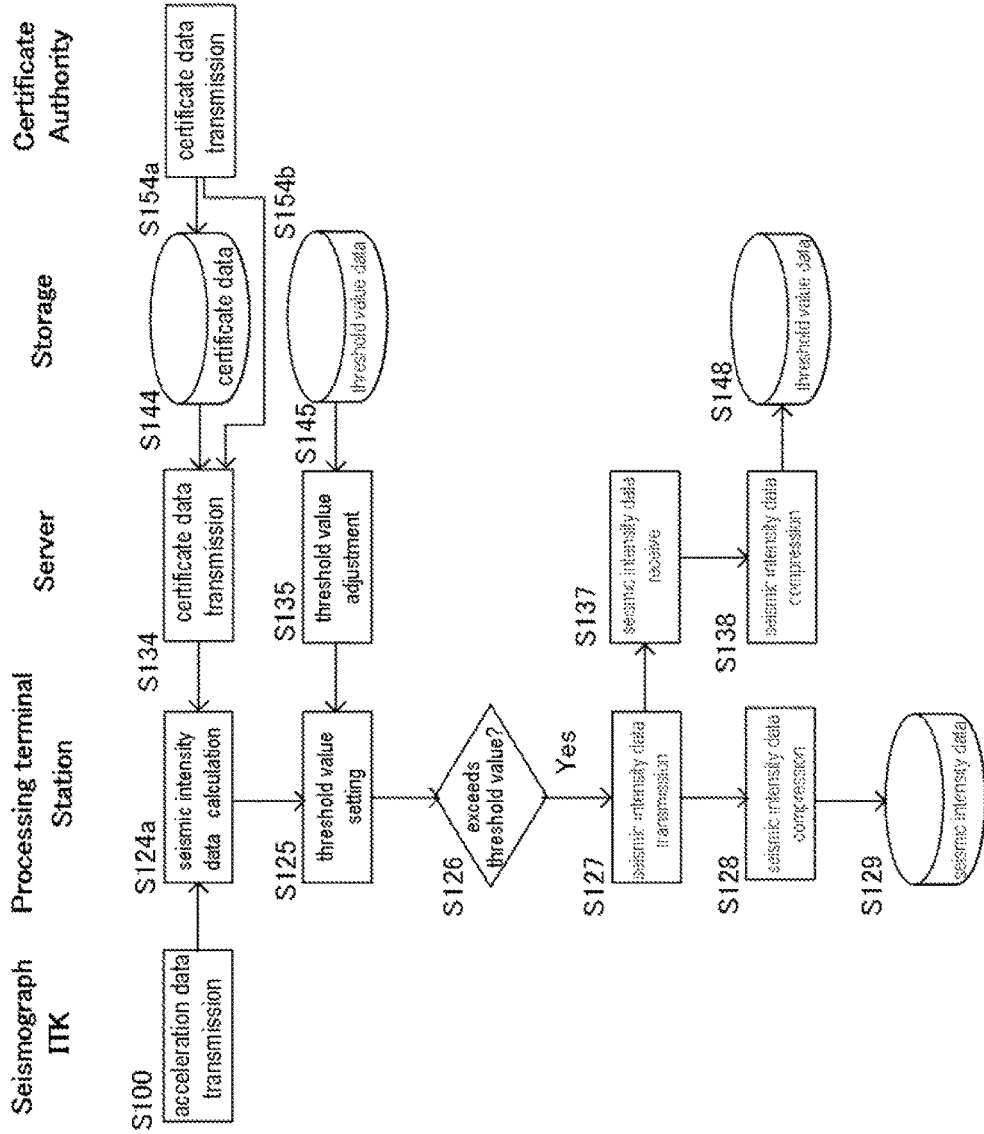 Seismograph
ITK
Processing terminal
Station
Server
Storage
Certificate
Authority
S100
acceleration data
transmission
S124a
seismic intensity
data calculation
S134
certificate data
transmission
S144
certificate data
S154a
certificate data
transmission
S125
threshold value
setting
S135
threshold value
adjustment
S145
threshold value data
S154b
S126
exceeds
threshold value?
Yes
S127
seismic intensity data
transmission
S137
seismic intensity data
receive
S128
seismic intensity data
compression
S138
seismic intensity data
compression
S148
threshold value data
S129
seismic intensity data